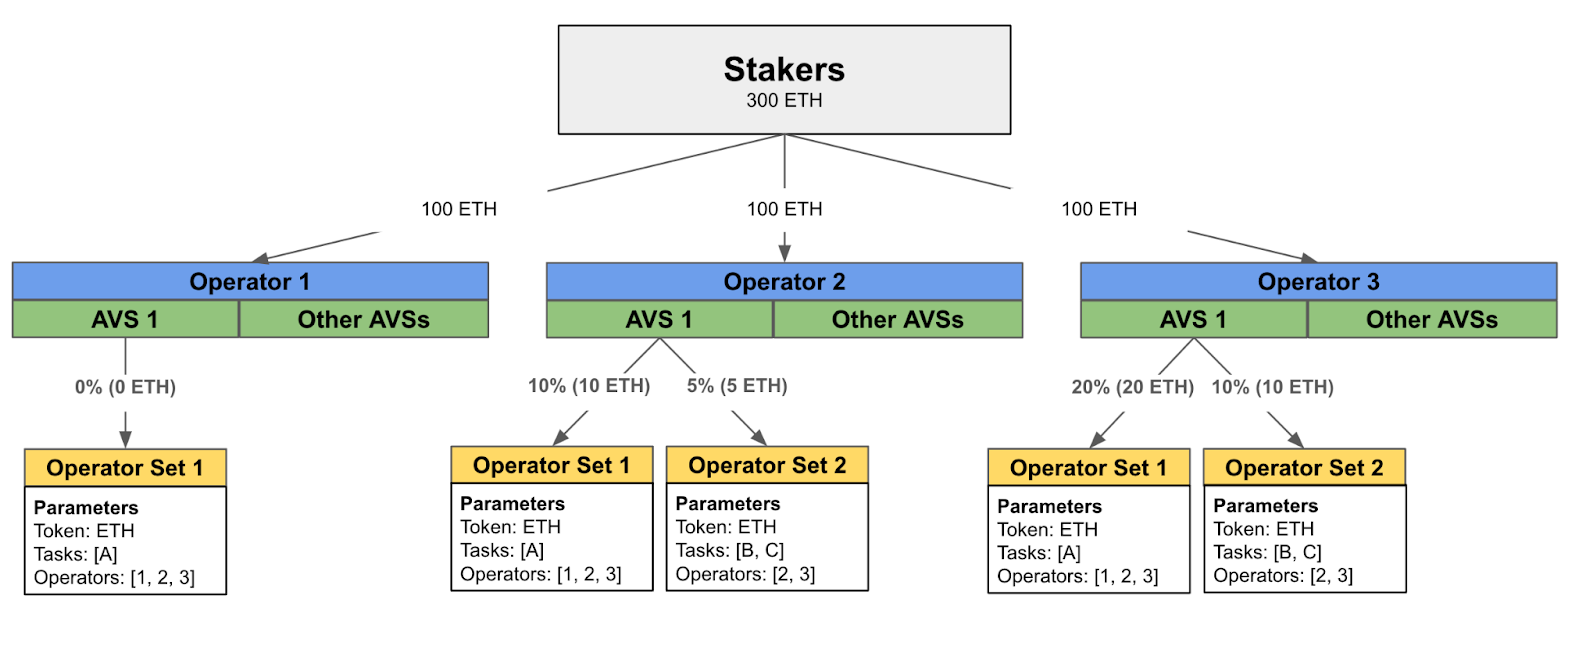 Stakers
300 ETH
100 ETH
100 ETH
100 ETH
Operator 1
AVS 1
Other AVSs
Operator 2
AVS 1
Other AVSs
Operator 3
AVS 1
Other AVSs
0% (0 ETH)
10% (10 ETH)
5% (5 ETH)
20% (20 ETH)
10% (10 ETH)
Operator Set 1
Parameters
Token: ETH
Tasks: [A]
Operators: [1, 2, 3]
Operator Set 1
Parameters
Token: ETH
Tasks: [A]
Operators: [1, 2, 3]
Operator Set 2
Parameters
Token: ETH
Tasks: [B, C]
Operators: [2, 3]
Operator Set 1
Parameters
Token: ETH
Tasks: [A]
Operators: [1, 2, 3]
Operator Set 2
Parameters
Token: ETH
Tasks: [B, C]
Operators: [2, 3]